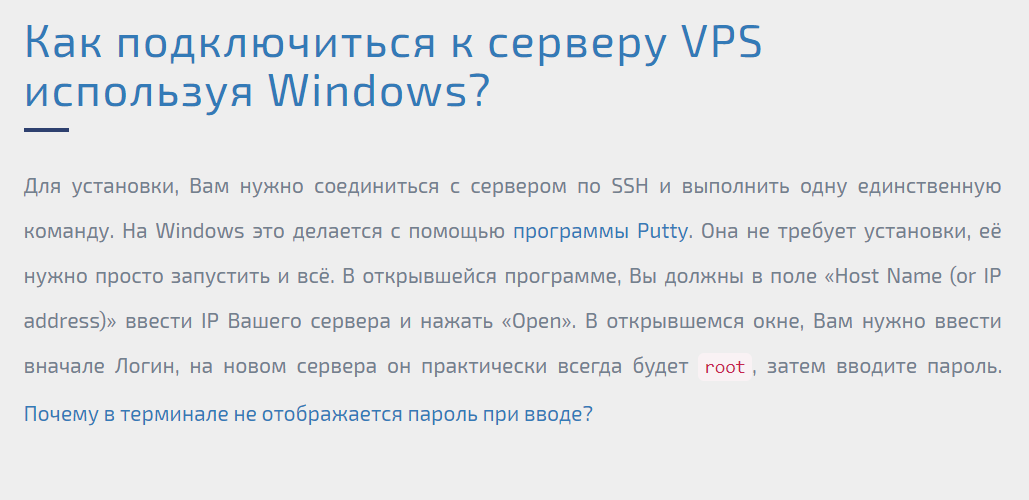 Как подключиться к серверу VPS
используя Windows?
Для установки, Вам нужно соединиться с сервером по SSH и выполнить одну единственную
команду. На Windows это делается с помощью программы Putty. Она не требует установки, её
нужно просто запустить и всё. В открывшейся программе, Вы должны в поле «Host Name (or IP
address)» ввести IP Вашего сервера и нажать «Open». В открывшемся окне, Вам нужно ввести
вначале Логин, на новом сервера он практически всегда будет root, затем вводите пароль.
Почему в терминале не отображается пароль при вводе?